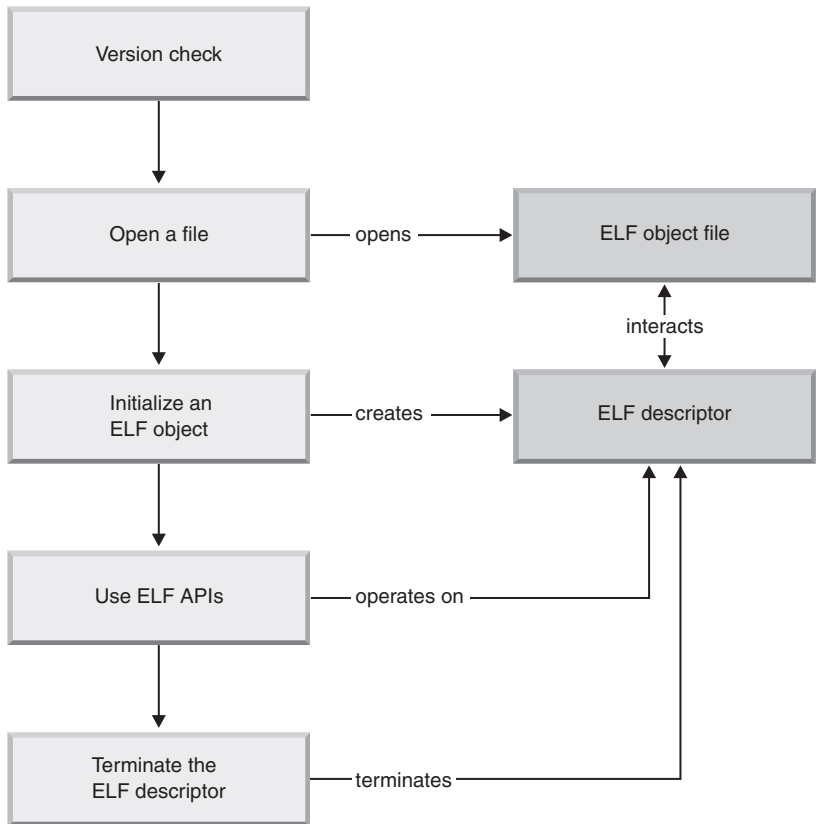 Version check
Open a file
opens
ELF object file
interacts
Initialize an
ELF object
creates
ELF descriptor
Use ELF APIs
operates on
Terminate the
ELF descriptor
terminates